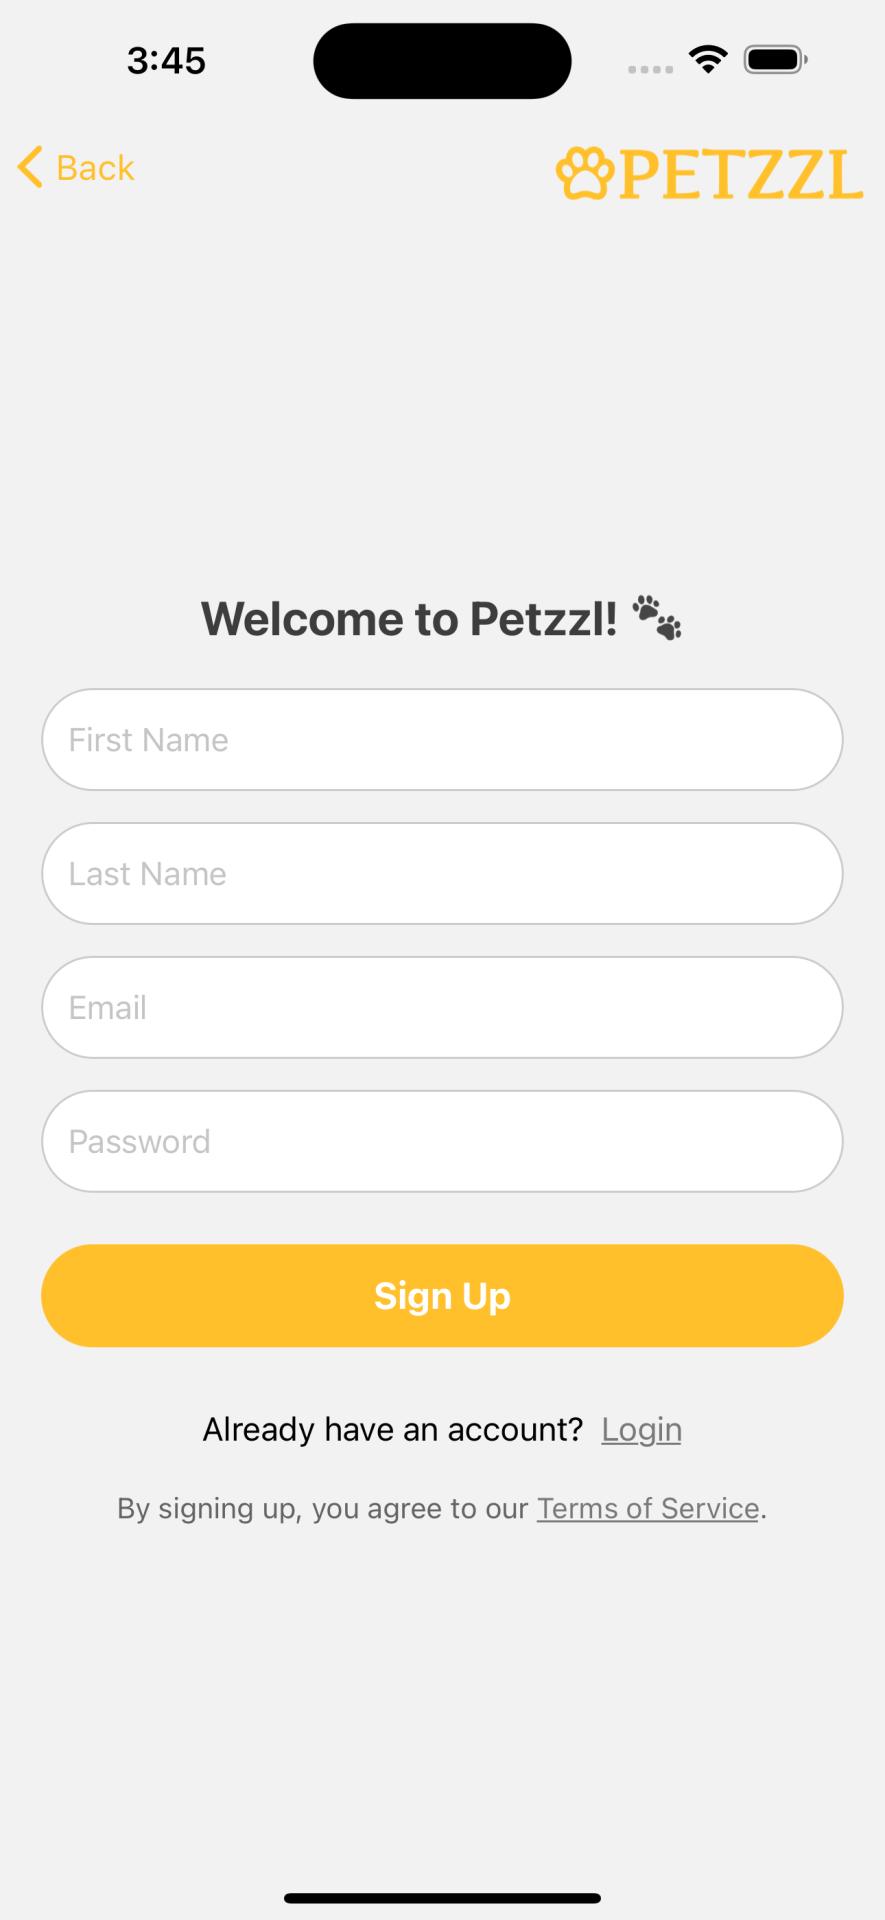 3:45
Back
PETZZL
Welcome to Petzzl! 🐾
First Name
Last Name
Email
Password
Sign Up
Already have an account? Login
By signing up, you agree to our Terms of Service.